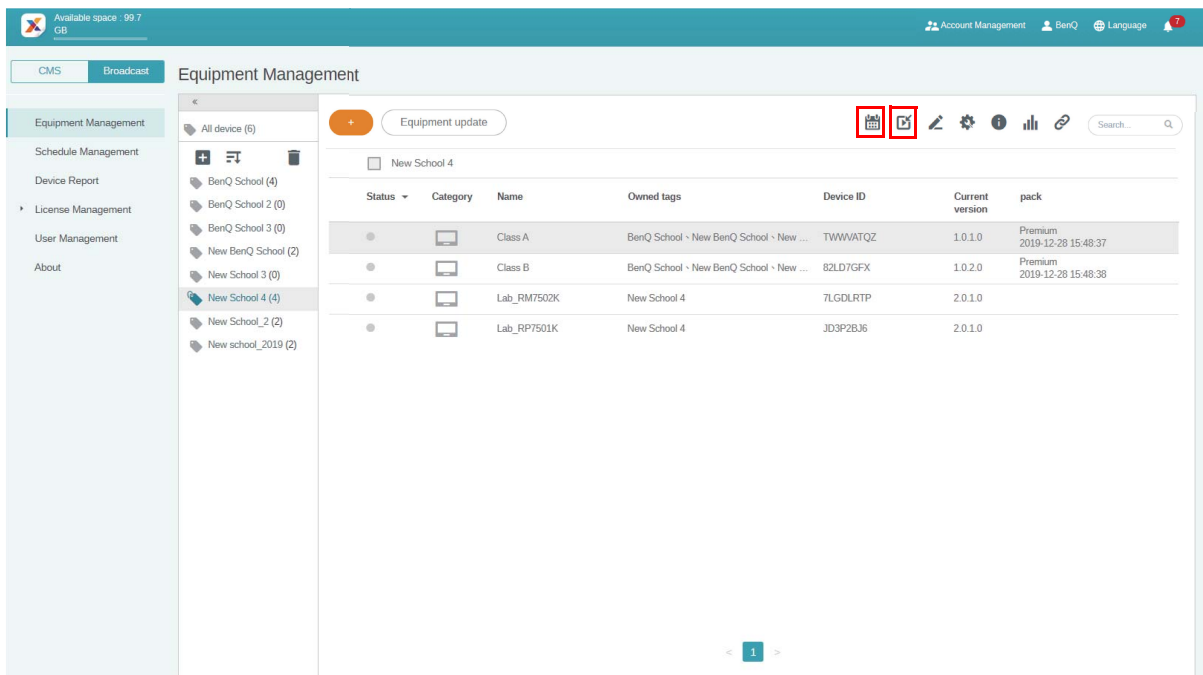 Available space : 99.7
GB
Account Management
BenQ
Language
7
CMS
Broadcast
Equipment Management
«
Equipment Management
Schedule Management
Device Report
License Management
User Management
About
All device (6)
BenQ School (4)
BenQ School 2 (0)
BenQ School 3 (0)
New BenQ School (2)
New School 3 (0)
New School 4 (4)
New School_2 (2)
New school_2019 (2)
+
Equipment update
Search...
New School 4
Status Category Name Owned tags Device ID Current version pack
Class A BenQ School、New BenQ School、New ... TWWVATQZ 1.0.1.0 Premium 2019-12-28 15:48:37
Class B BenQ School、New BenQ School、New ... 82LD7GFX 1.0.2.0 Premium 2019-12-28 15:48:38
Lab_RM7502K New School 4 7LGDLRTP 2.0.1.0
Lab_RP7501K New School 4 JD3P2BJ6 2.0.1.0
< 1 >